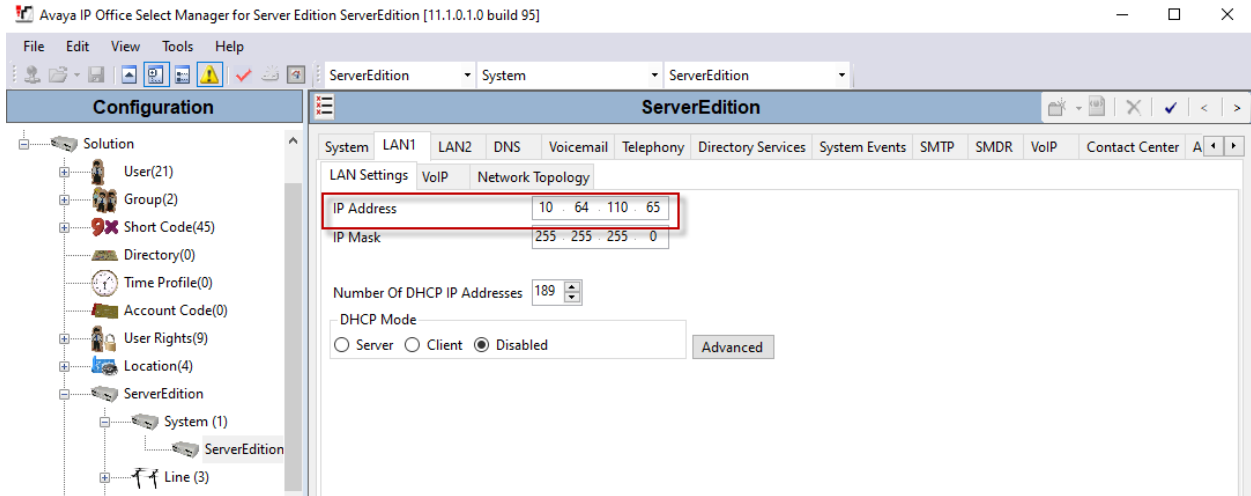 Avaya IP Office Select Manager for Server Edition ServerEdition [11.1.0.1.0 build 95]
File Edit View Tools Help
ServerEdition System ServerEdition
Configuration
ServerEdition
Solution
User(21)
Group(2)
Short Code(45)
Directory(0)
Time Profile(0)
Account Code(0)
User Rights(9)
Location(4)
ServerEdition
System (1)
ServerEdition
Line (3)
System LAN1 LAN2 DNS Voicemail Telephony Directory Services System Events SMTP SMDR VoIP Contact Center A
LAN Settings VoIP Network Topology
IP Address 10 . 64 . 110 . 65
IP Mask 255 . 255 . 255 . 0
Number Of DHCP IP Addresses 189
DHCP Mode
Server Client Disabled
Advanced